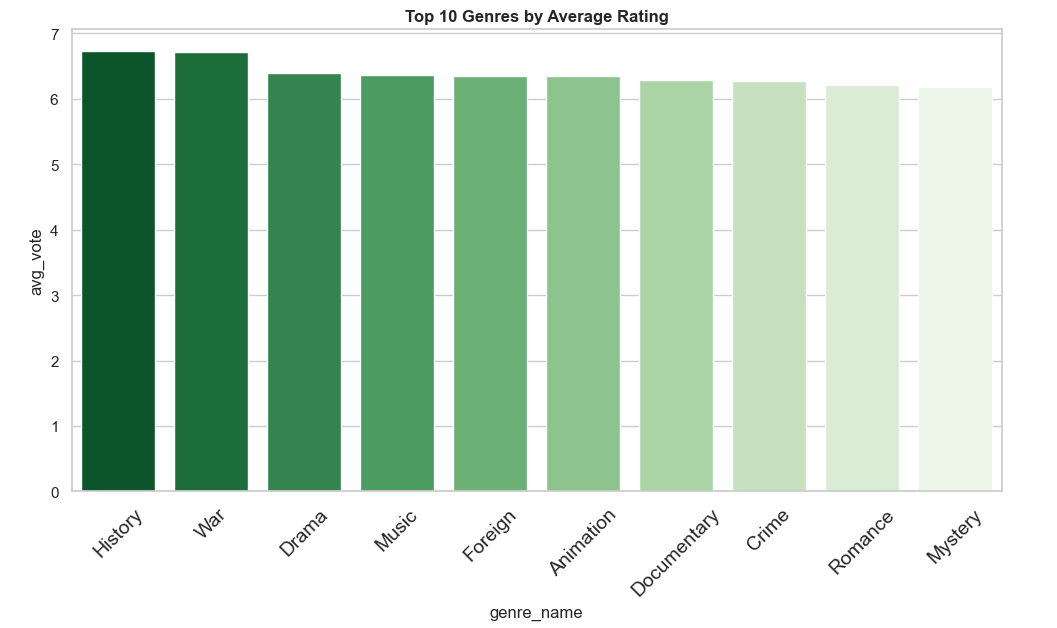 Top 10 Genres by Average Rating
7
6
5
4
3
2
1
0
avg_vote
History
War
Drama
Music
Foreign
Animation
Documentary
Crime
Romance
Mystery
genre_name